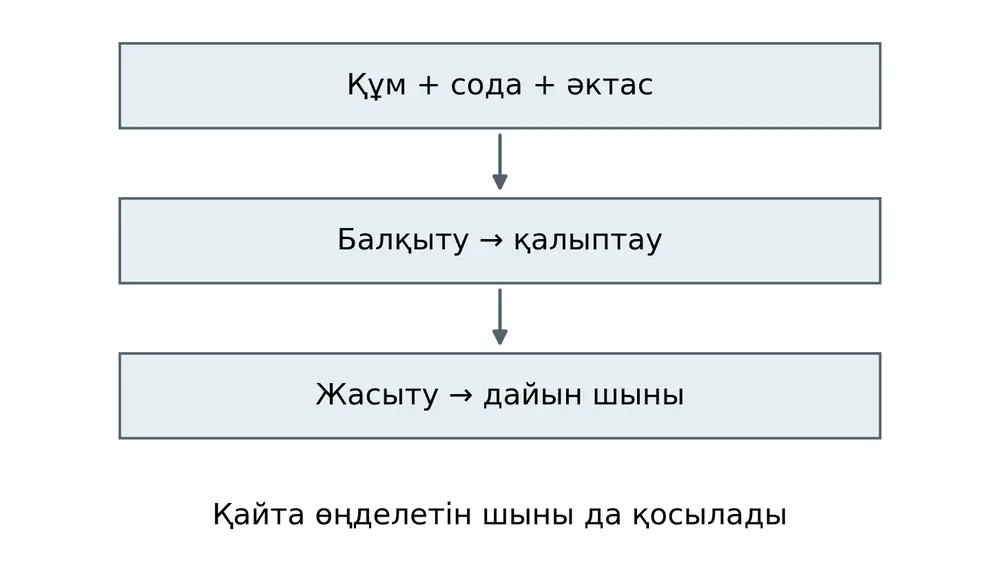 Құм + сода + әктас
Балқыту → қалыптау
Жасыту → дайын шыны
Қайта өңделетін шыны да қосылады